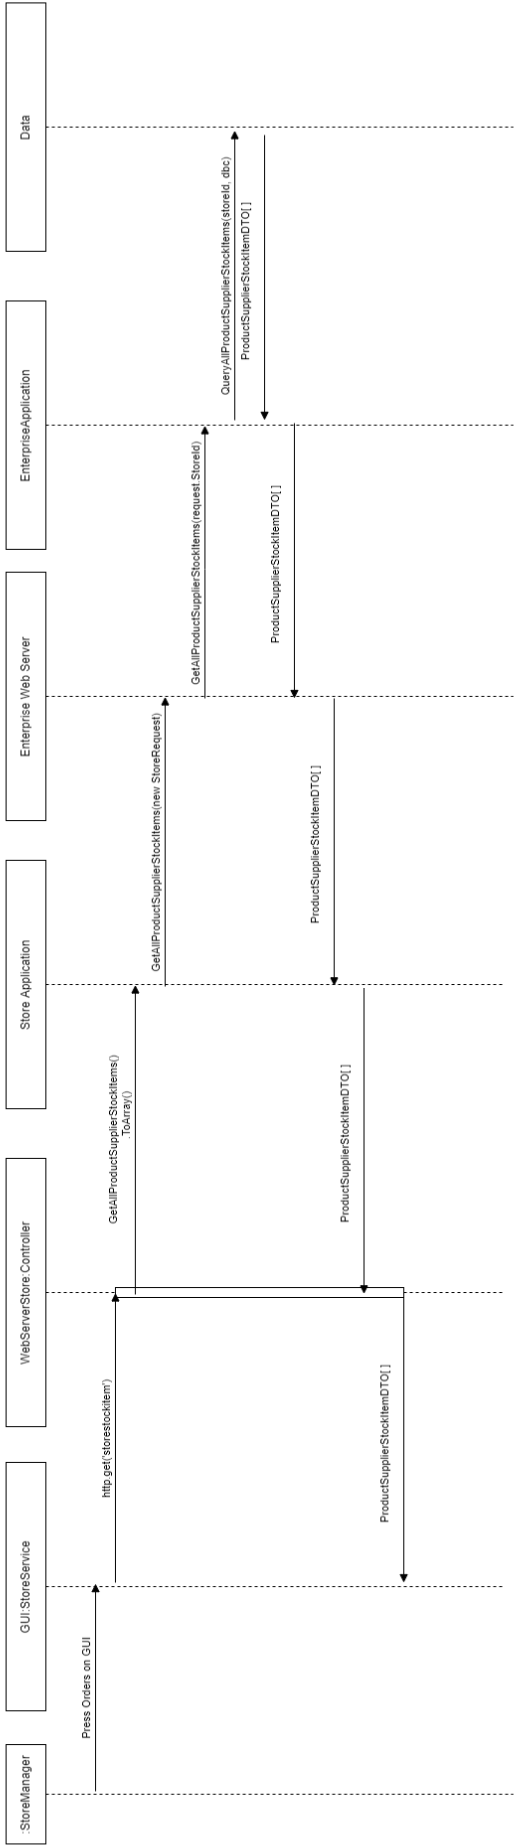 :StoreManager
GUI:StoreService
WebServerStore:Controller
Store Application
Enterprise Web Server
EnterpriseApplication
Data
Press Orders on GUI
http.get('storestockitem')
GetAllProductSupplierStockItems()
.ToArray()
GetAllProductSupplierStockItems(new StoreRequest)
GetAllProductSupplierStockItems(request.StoreId)
QueryAllProductSupplierStockItems(storeId, dbc)
ProductSupplierStockItemDTO[ ]
ProductSupplierStockItemDTO[ ]
ProductSupplierStockItemDTO[ ]
ProductSupplierStockItemDTO[ ]
ProductSupplierStockItemDTO[ ]